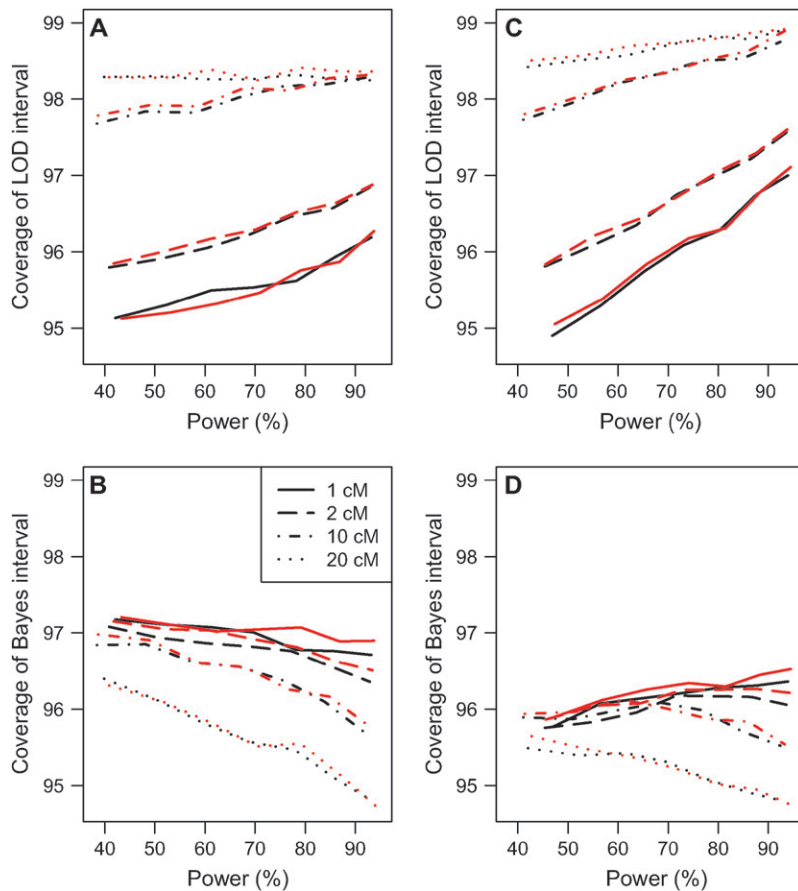 A
99
98
97
96
95
Coverage of LOD interval
40 50 60 70 80 90
Power (%)
C
99
98
97
96
95
Coverage of LOD interval
40 50 60 70 80 90
Power (%)
B
99
98
97
96
95
Coverage of Bayes interval
1 cM
2 cM
10 cM
20 cM
40 50 60 70 80 90
Power (%)
D
99
98
97
96
95
Coverage of Bayes interval
40 50 60 70 80 90
Power (%)